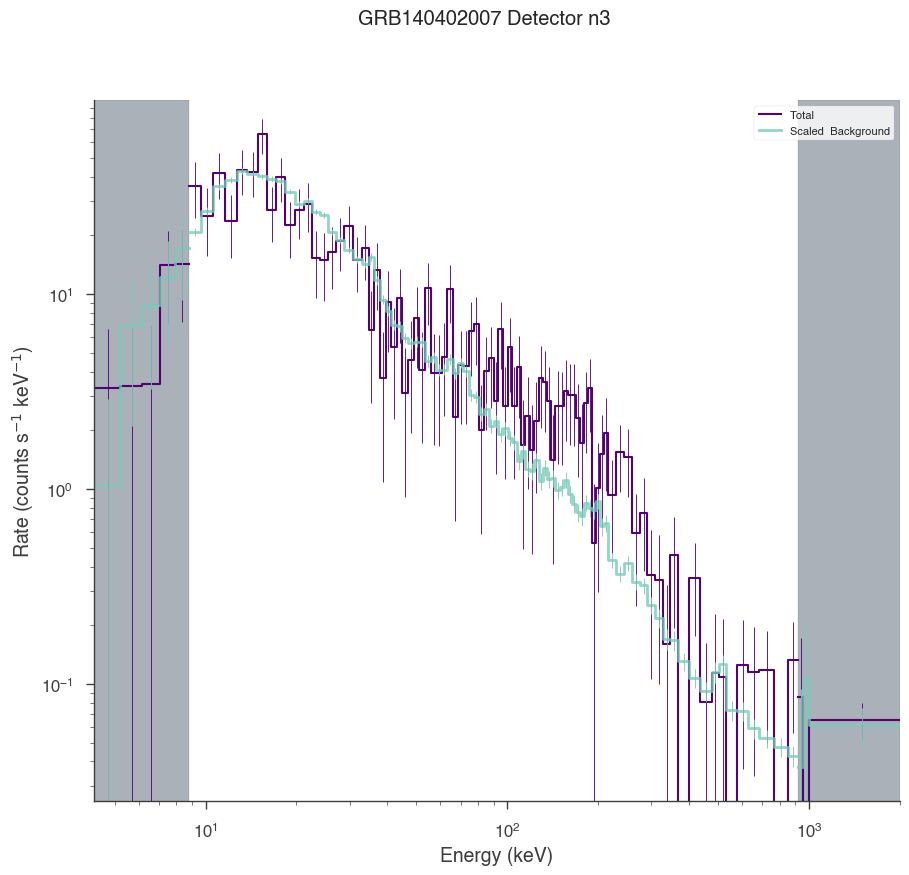 GRB140402007 Detector n3
Total
Scaled  Background
Rate (counts s⁻¹ keV⁻¹)
10¹
10⁰
10⁻¹
10¹
10²
10³
Energy (keV)